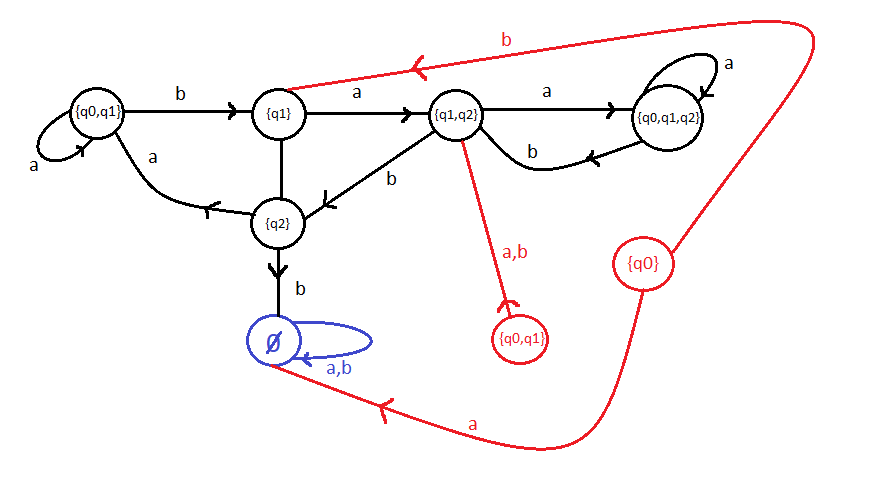 b
{q0,q1}
b
{q1}
a
{q1,q2}
a
{q0,q1,q2}
a
a
a
b
b
{q2}
b
a,b
{q0}
Ø
a,b
{q0,q1}
a